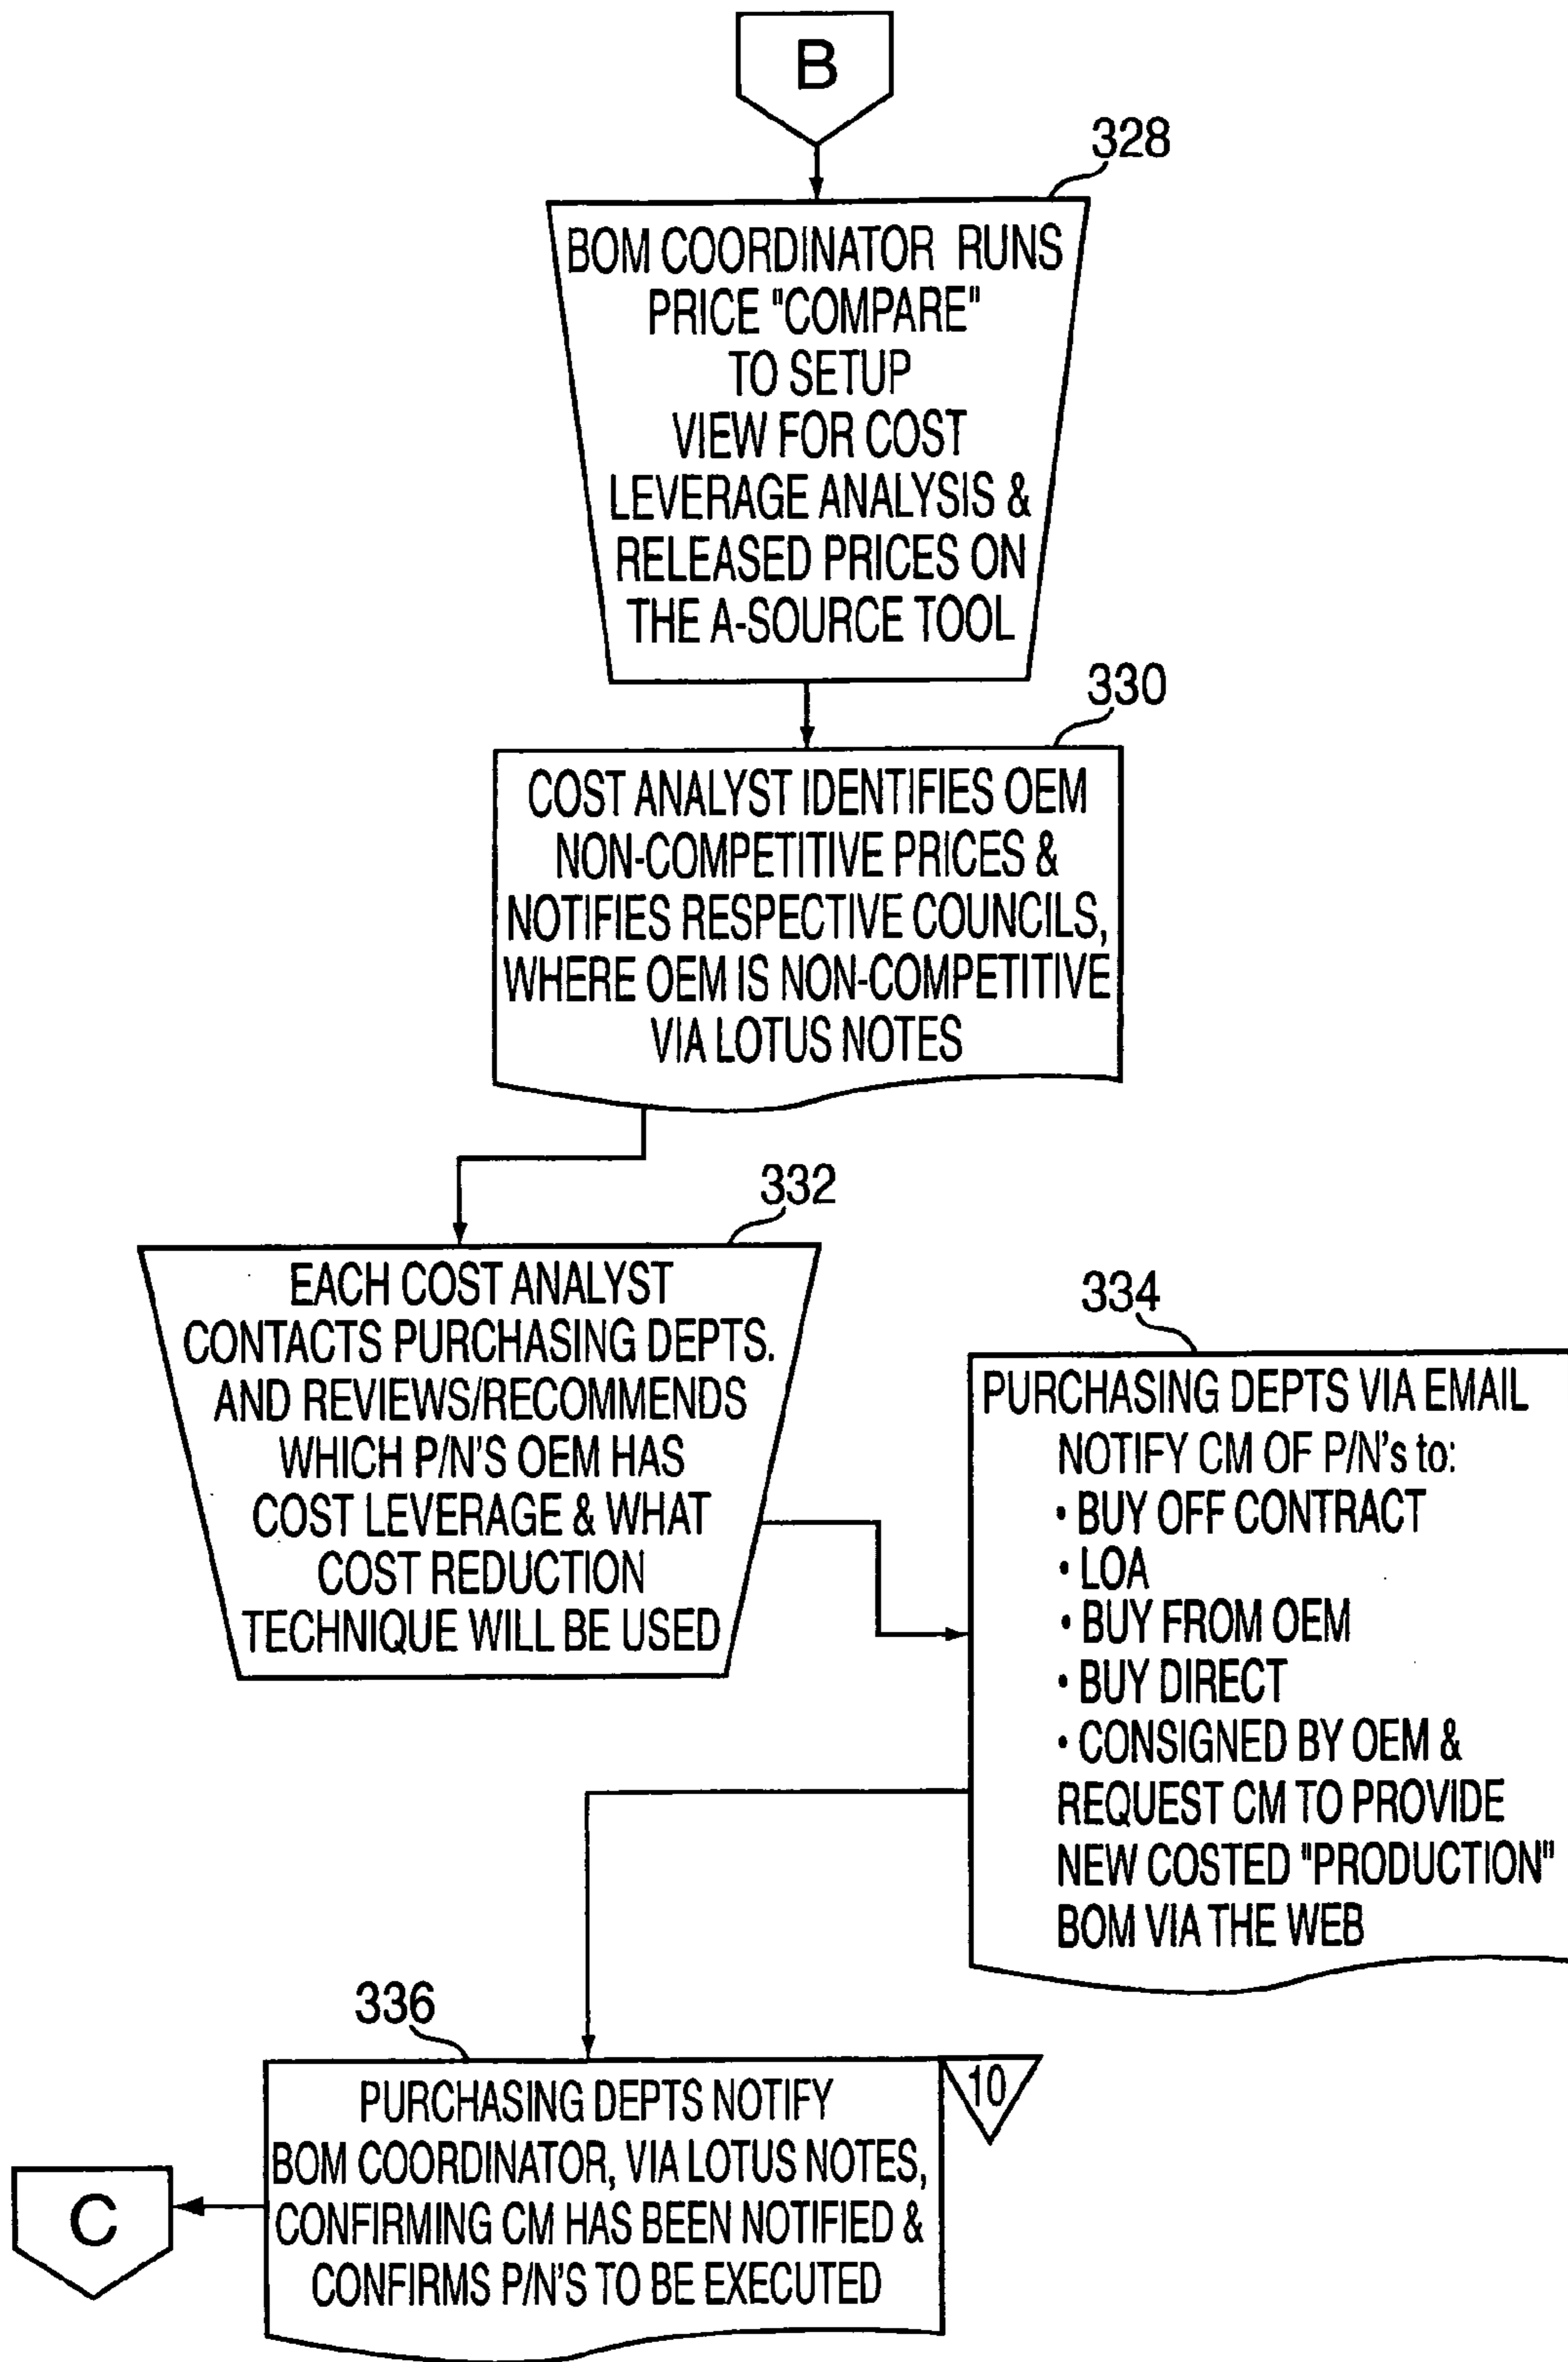 B
328
BOM COORDINATOR RUNS
PRICE "COMPARE"
TO SETUP
VIEW FOR COST
LEVERAGE ANALYSIS &
RELEASED PRICES ON
THE A-SOURCE TOOL
330
COST ANALYST IDENTIFIES OEM
NON-COMPETITIVE PRICES &
NOTIFIES RESPECTIVE COUNCILS,
WHERE OEM IS NON-COMPETITIVE
VIA LOTUS NOTES
332
EACH COST ANALYST
CONTACTS PURCHASING DEPTS.
AND REVIEWS/RECOMMENDS
WHICH P/N'S OEM HAS
COST LEVERAGE & WHAT
COST REDUCTION
TECHNIQUE WILL BE USED
334
PURCHASING DEPTS VIA EMAIL
NOTIFY CM OF P/N's to:
• BUY OFF CONTRACT
• LOA
• BUY FROM OEM
• BUY DIRECT
• CONSIGNED BY OEM &
REQUEST CM TO PROVIDE
NEW COSTED "PRODUCTION"
BOM VIA THE WEB
336
PURCHASING DEPTS NOTIFY
BOM COORDINATOR, VIA LOTUS NOTES,
CONFIRMING CM HAS BEEN NOTIFIED &
CONFIRMS P/N'S TO BE EXECUTED
10
C